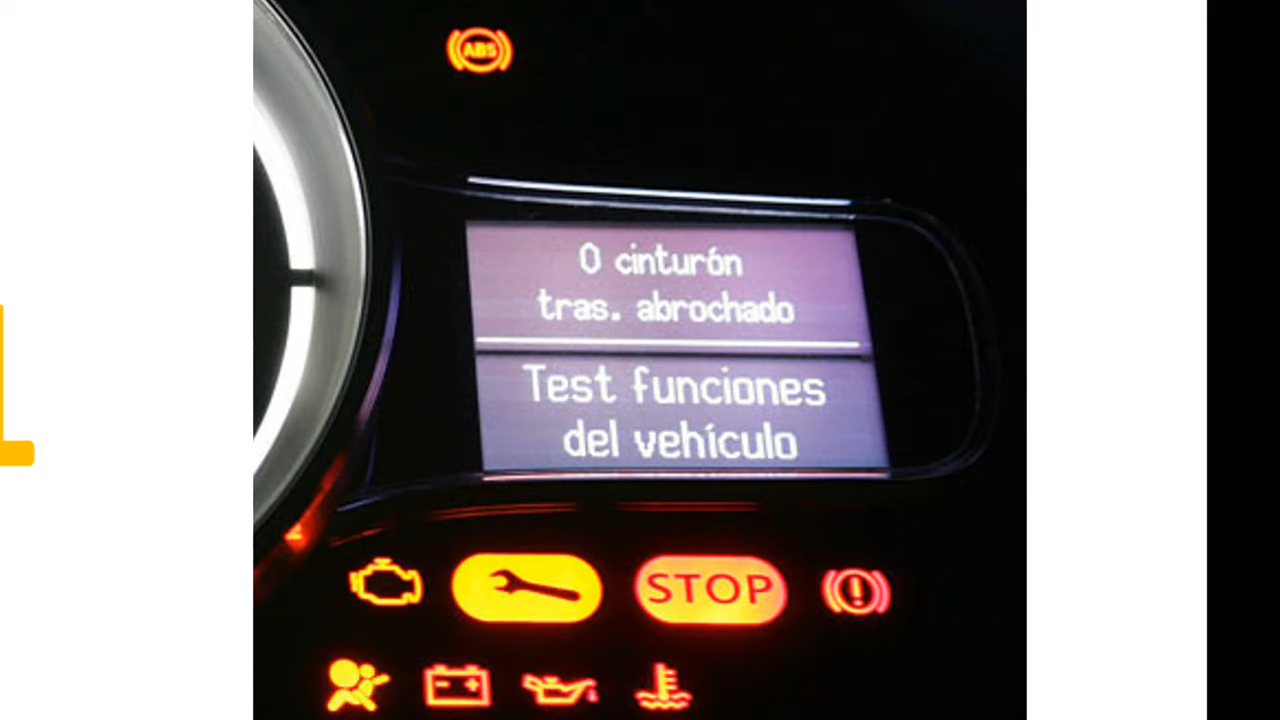 ABS
0 cinturón
tras. abrochado
Test funciones
del vehículo
STOP